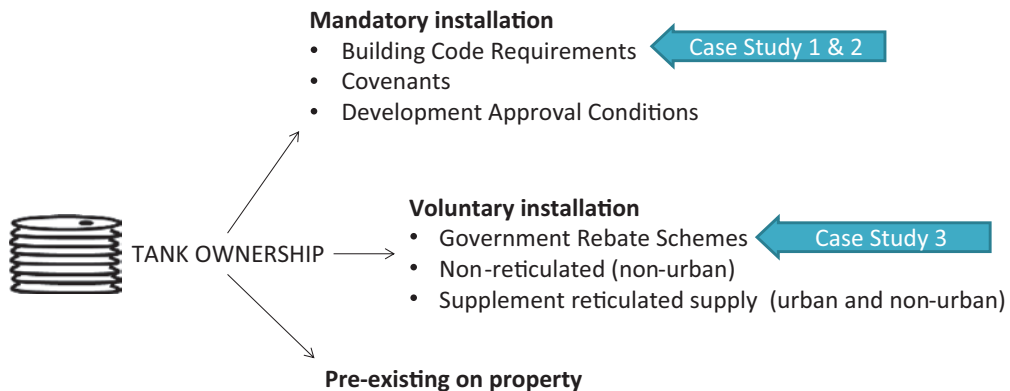 Mandatory installation
• Building Code Requirements
Case Study 1 & 2
• Covenants
• Development Approval Conditions
TANK OWNERSHIP
Voluntary installation
• Government Rebate Schemes
Case Study 3
• Non-reticulated (non-urban)
• Supplement reticulated supply (urban and non-urban)
Pre-existing on property